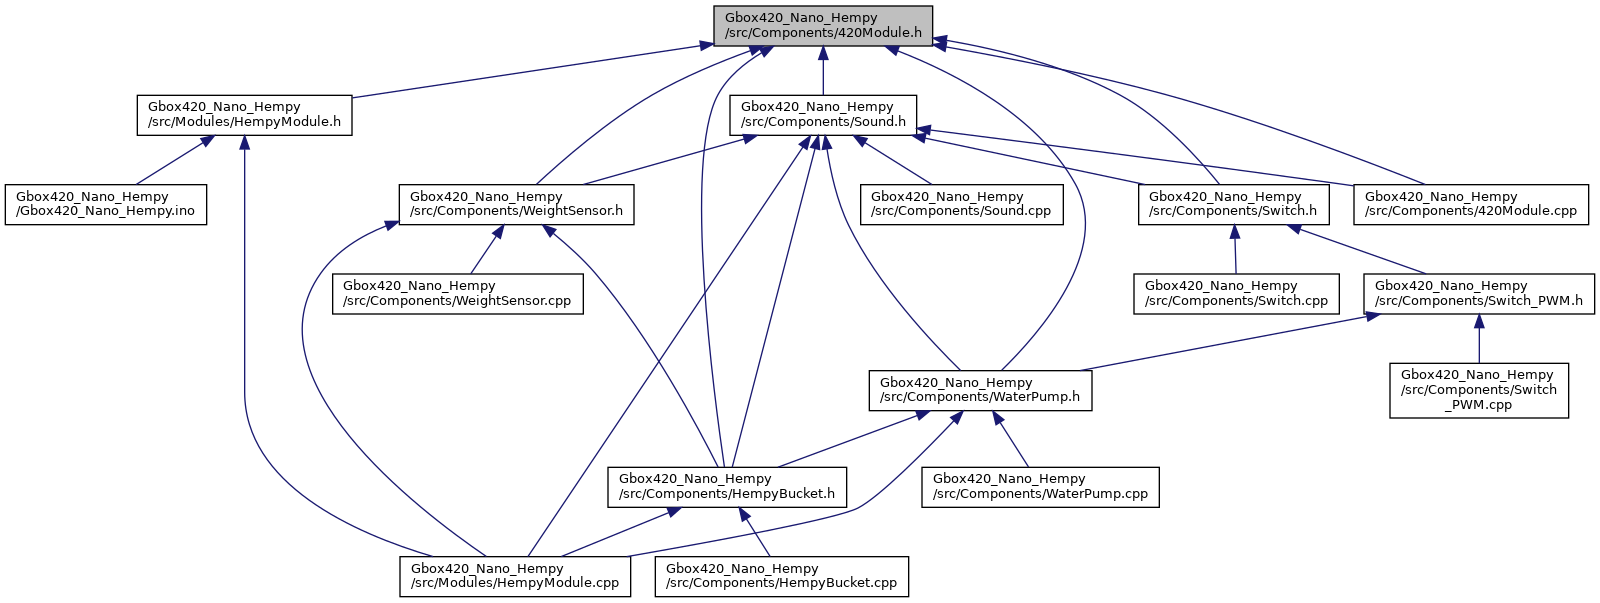 Gbox420_Nano_Hempy
/src/Components/420Module.h
Gbox420_Nano_Hempy
/src/Modules/HempyModule.h
Gbox420_Nano_Hempy
/src/Components/Sound.h
Gbox420_Nano_Hempy
/Gbox420_Nano_Hempy.ino
Gbox420_Nano_Hempy
/src/Components/WeightSensor.h
Gbox420_Nano_Hempy
/src/Components/Sound.cpp
Gbox420_Nano_Hempy
/src/Components/Switch.h
Gbox420_Nano_Hempy
/src/Components/420Module.cpp
Gbox420_Nano_Hempy
/src/Components/WeightSensor.cpp
Gbox420_Nano_Hempy
/src/Components/Switch.cpp
Gbox420_Nano_Hempy
/src/Components/Switch_PWM.h
Gbox420_Nano_Hempy
/src/Components/WaterPump.h
Gbox420_Nano_Hempy
/src/Components/Switch
_PWM.cpp
Gbox420_Nano_Hempy
/src/Components/HempyBucket.h
Gbox420_Nano_Hempy
/src/Components/WaterPump.cpp
Gbox420_Nano_Hempy
/src/Modules/HempyModule.cpp
Gbox420_Nano_Hempy
/src/Components/HempyBucket.cpp